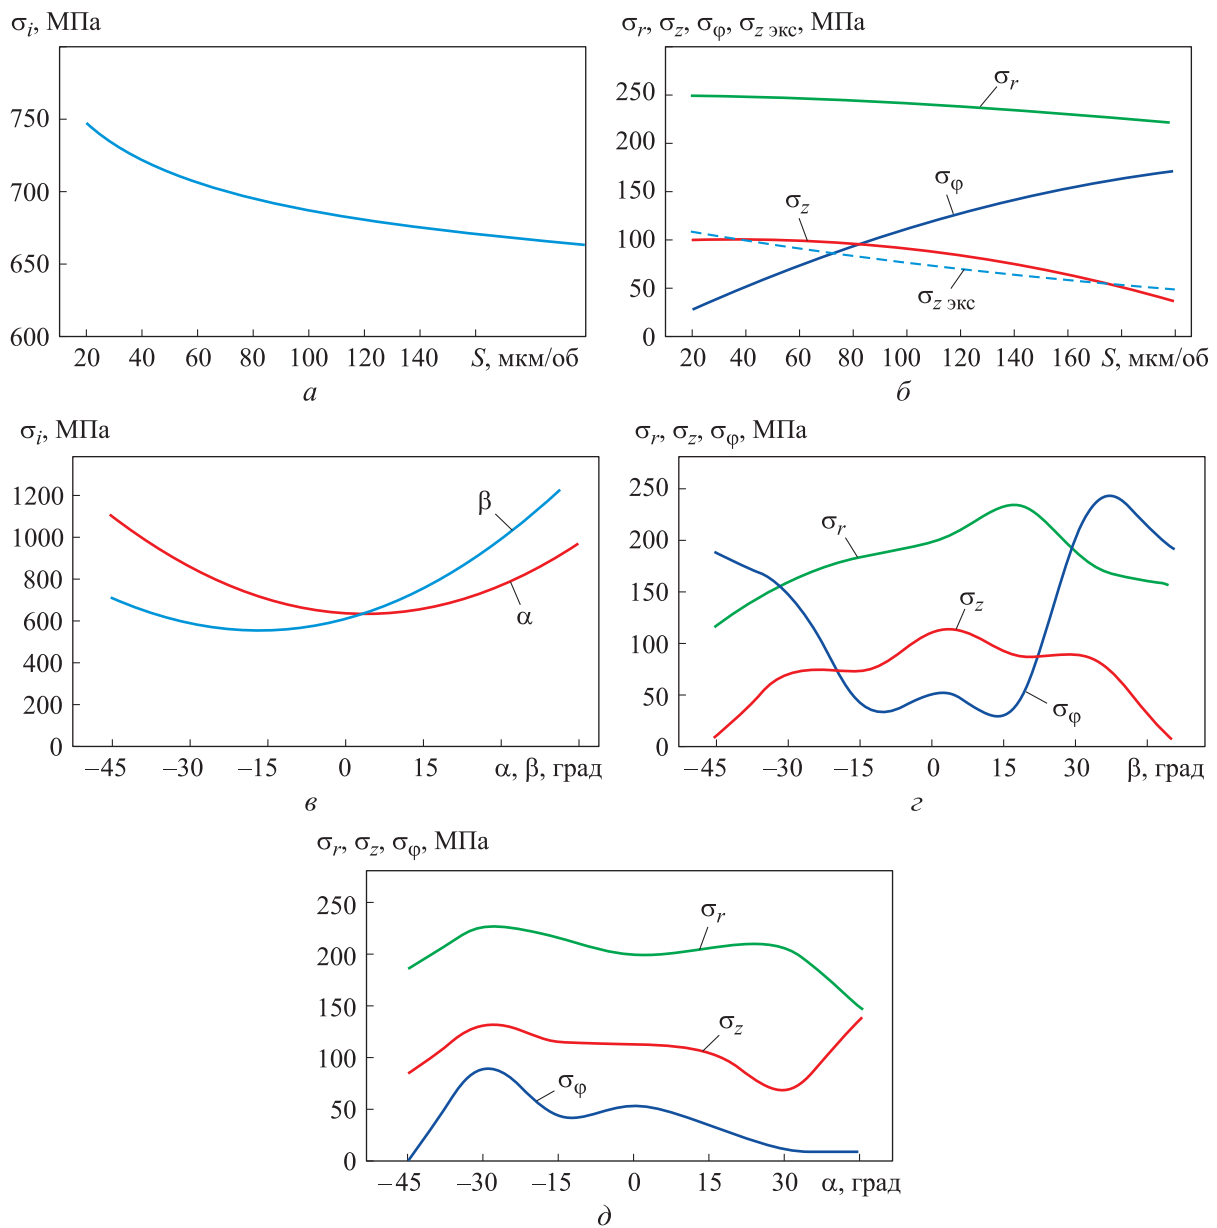 σi, МПа
750
700
650
600
20 40 60 80 100 120 140 S, мкм/об
а
σr, σz, σφ, σz экс, МПа
250
200
150
100
50
0
σr
σφ
σz
σz экс
20 40 60 80 100 120 140 160 S, мкм/об
б
σi, МПа
1200
1000
800
600
400
200
0
β
α
–45 –30 –15 0 15 α, β, град
в
σr, σz, σφ, МПа
250
200
150
100
50
0
σr
σz
σφ
–45 –30 –15 0 15 30 β, град
г
σr, σz, σφ, МПа
250
200
150
100
50
0
σr
σz
σφ
–45 –30 –15 0 15 30 α, град
д